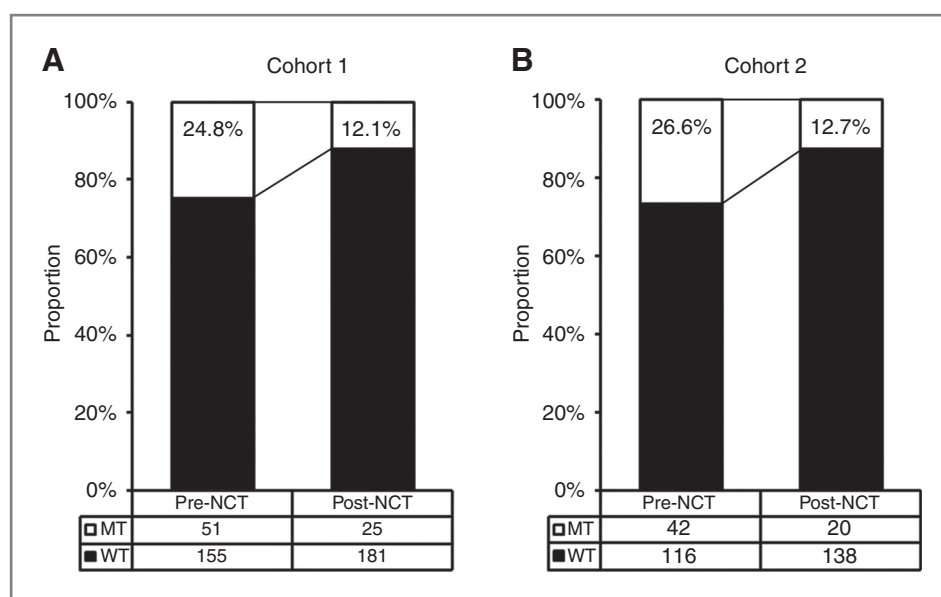 A
Cohort 1
Proportion
100%
80%
60%
40%
20%
0%
24.8%
12.1%
Pre-NCT Post-NCT
MT 51 25
WT 155 181
B
Cohort 2
Proportion
100%
80%
60%
40%
20%
0%
26.6%
12.7%
Pre-NCT Post-NCT
MT 42 20
WT 116 138